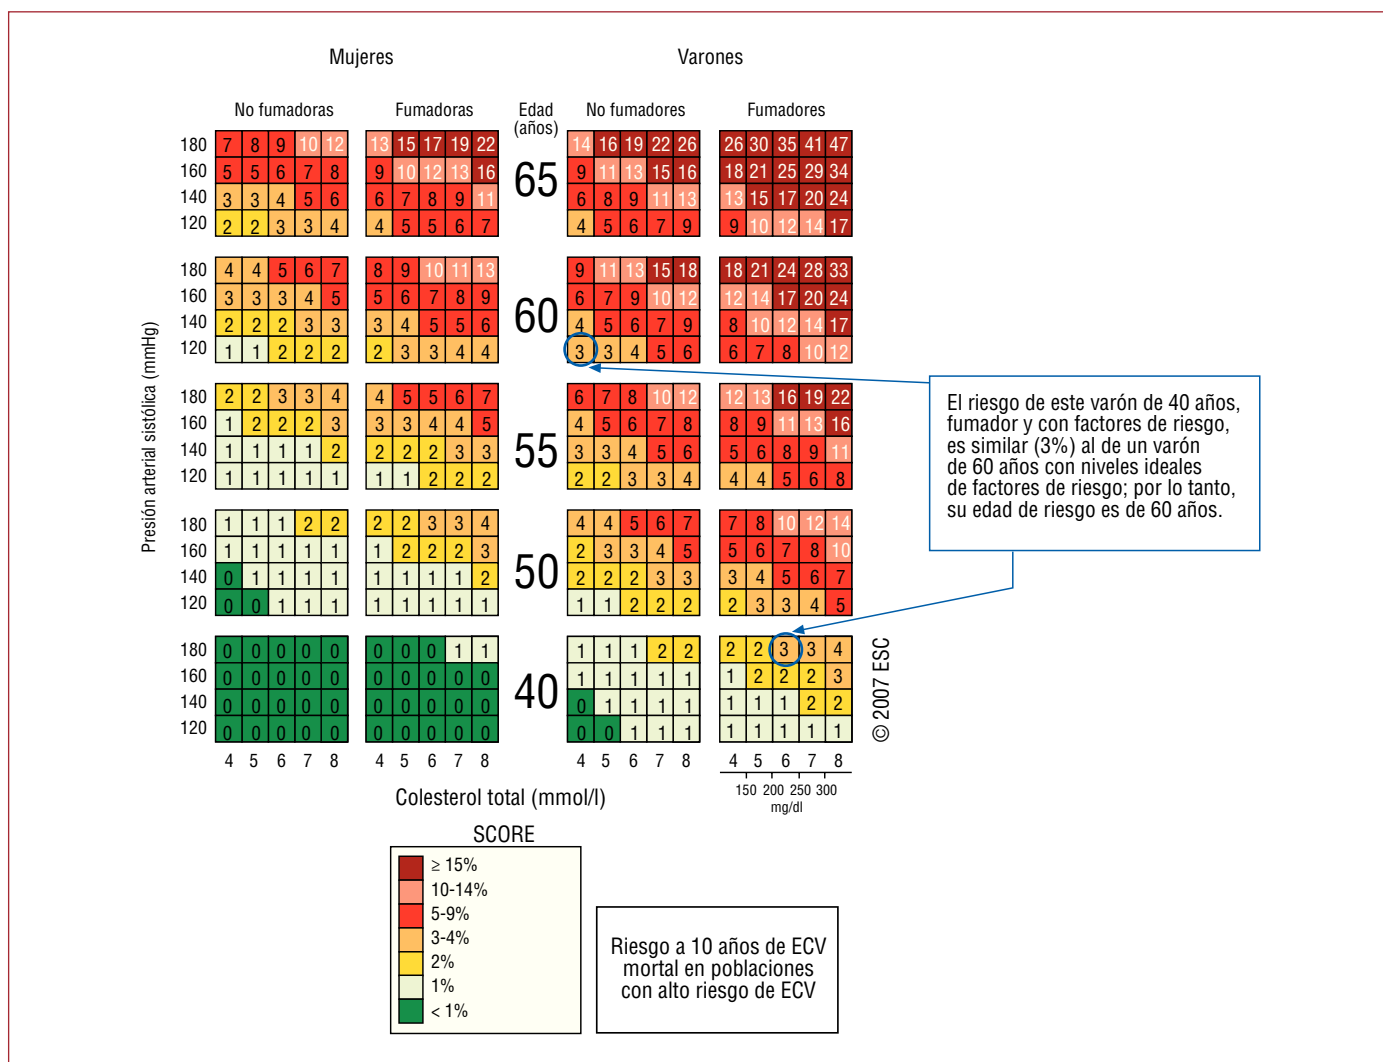 Mujeres Varones
No fumadoras Fumadoras Edad (años) No fumadores Fumadores
Presión arterial sistólica (mmHg)
180 7 8 9 10 12 13 15 17 19 22 14 16 19 22 26 26 30 35 41 47
160 5 5 6 7 8 9 10 12 13 16 65 9 11 13 15 16 18 21 25 29 34
140 3 3 4 5 6 6 7 8 9 11 6 8 9 11 13 13 15 17 20 24
120 2 2 3 3 4 4 5 5 6 7 4 5 6 7 9 9 10 12 14 17
180 4 4 5 6 7 8 9 10 11 13 9 11 13 15 18 18 21 24 28 33
160 3 3 3 4 5 5 6 7 8 9 60 6 7 9 10 12 12 14 17 20 24
140 2 2 2 3 3 3 4 5 5 6 4 5 6 7 9 8 10 12 14 17
120 1 1 2 2 2 2 3 3 4 4 3 3 4 5 6 6 7 8 10 12
180 2 2 3 3 4 4 5 5 6 7 6 7 8 10 12 12 13 16 19 22
160 1 2 2 2 3 3 3 4 4 5 55 4 5 6 7 8 8 9 11 13 16
140 1 1 1 1 2 2 2 2 3 3 3 3 4 5 6 5 6 8 9 11
120 1 1 1 1 1 1 1 2 2 2 2 2 3 3 4 4 4 5 6 8
180 1 1 1 2 2 2 2 3 3 4 4 4 5 6 7 7 8 10 12 14
160 1 1 1 1 1 1 2 2 2 3 50 2 3 3 4 5 5 6 7 8 10
140 0 1 1 1 1 1 1 1 1 2 2 2 2 3 3 3 4 5 6 7
120 0 0 1 1 1 1 1 1 1 1 1 1 2 2 2 2 3 3 4 5
180 0 0 0 0 0 0 0 0 1 1 1 1 1 2 2 2 2 3 3 4
160 0 0 0 0 0 0 0 0 0 0 40 1 1 1 1 1 1 2 2 2 3
140 0 0 0 0 0 0 0 0 0 0 0 1 1 1 1 1 1 1 2 2
120 0 0 0 0 0 0 0 0 0 0 0 0 1 1 1 1 1 1 1 1
4 5 6 7 8 4 5 6 7 8 4 5 6 7 8 4 5 6 7 8
150 200 250 300
mg/dl
Colesterol total (mmol/l)
© 2007 ESC
El riesgo de este varón de 40 años,
fumador y con factores de riesgo,
es similar (3%) al de un varón
de 60 años con niveles ideales
de factores de riesgo; por lo tanto,
su edad de riesgo es de 60 años.
SCORE
≥ 15%
10-14%
5-9%
3-4%
2%
1%
< 1%
Riesgo a 10 años de ECV
mortal en poblaciones
con alto riesgo de ECV